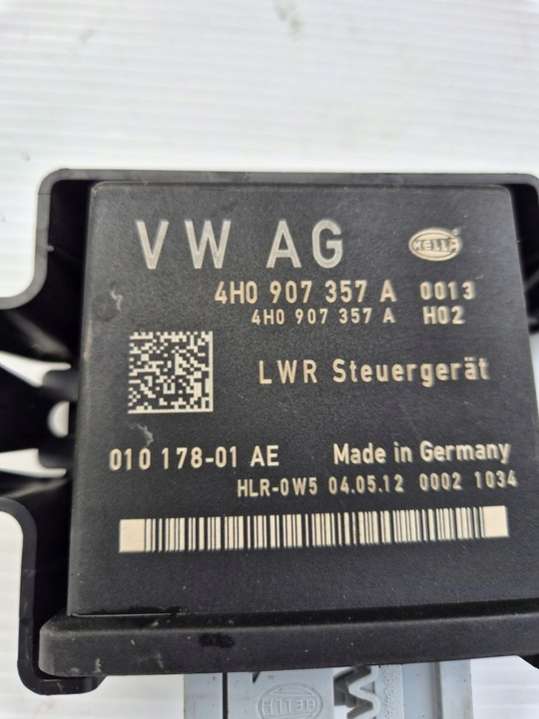 VW AG HELLA
4H0 907 357 A 0013
4H0 907 357 A H02
LWR Steuergerät
010 178-01 AE Made in Germany
HLR-0W5 04.05.12 0002 1034
HELLA